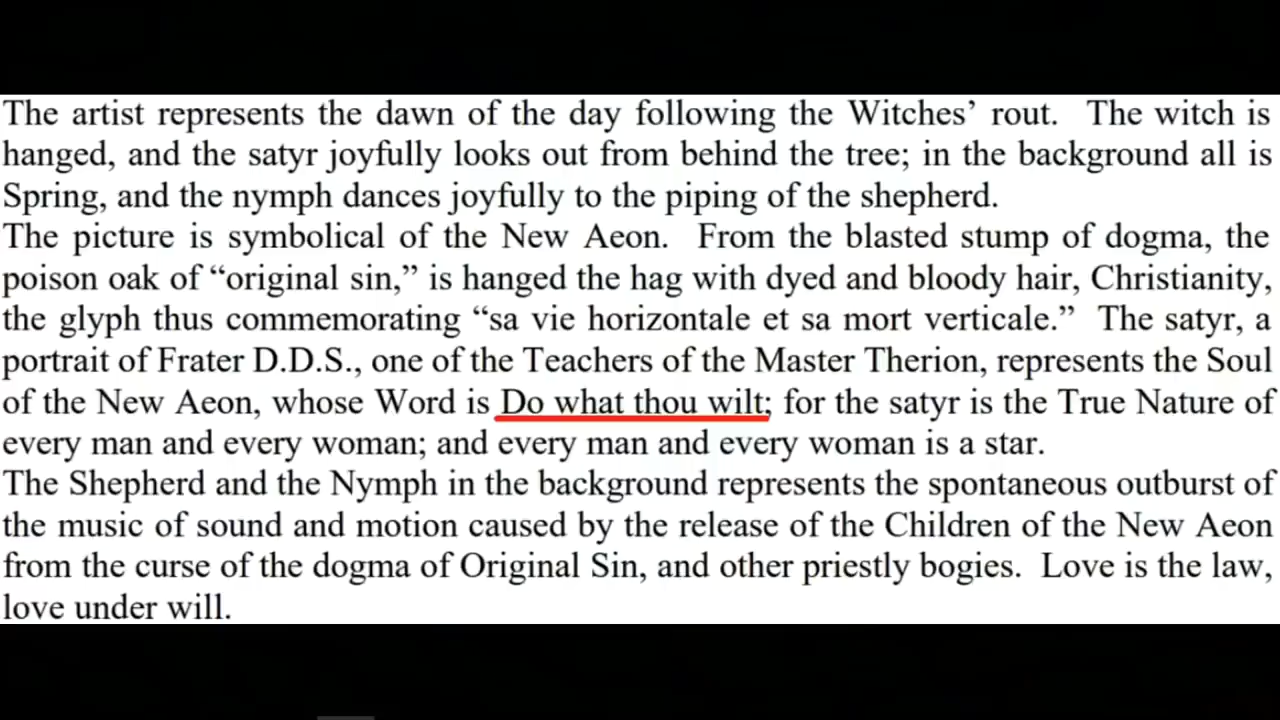 The artist represents the dawn of the day following the Witches’ rout.  The witch is
hanged, and the satyr joyfully looks out from behind the tree; in the background all is
Spring, and the nymph dances joyfully to the piping of the shepherd.
The picture is symbolical of the New Aeon.  From the blasted stump of dogma, the
poison oak of “original sin,” is hanged the hag with dyed and bloody hair, Christianity,
the glyph thus commemorating “sa vie horizontale et sa mort verticale.”  The satyr, a
portrait of Frater D.D.S., one of the Teachers of the Master Therion, represents the Soul
of the New Aeon, whose Word is Do what thou wilt; for the satyr is the True Nature of
every man and every woman; and every man and every woman is a star.
The Shepherd and the Nymph in the background represents the spontaneous outburst of
the music of sound and motion caused by the release of the Children of the New Aeon
from the curse of the dogma of Original Sin, and other priestly bogies.  Love is the law,
love under will.